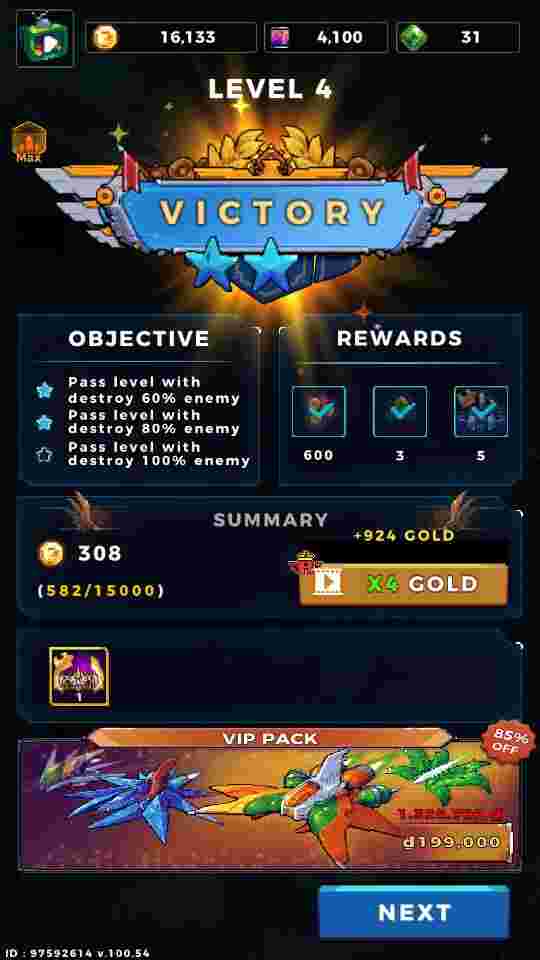 16,133
4,100
31
LEVEL 4
Max
VICTORY
OBJECTIVE
Pass level with
destroy 60% enemy
Pass level with
destroy 80% enemy
Pass level with
destroy 100% enemy
REWARDS
600
3
5
SUMMARY
308
(582/15000)
+924 GOLD
X4 GOLD
1
VIP PACK
85%
OFF
đ199,000
NEXT
ID : 97592614 v.100.54